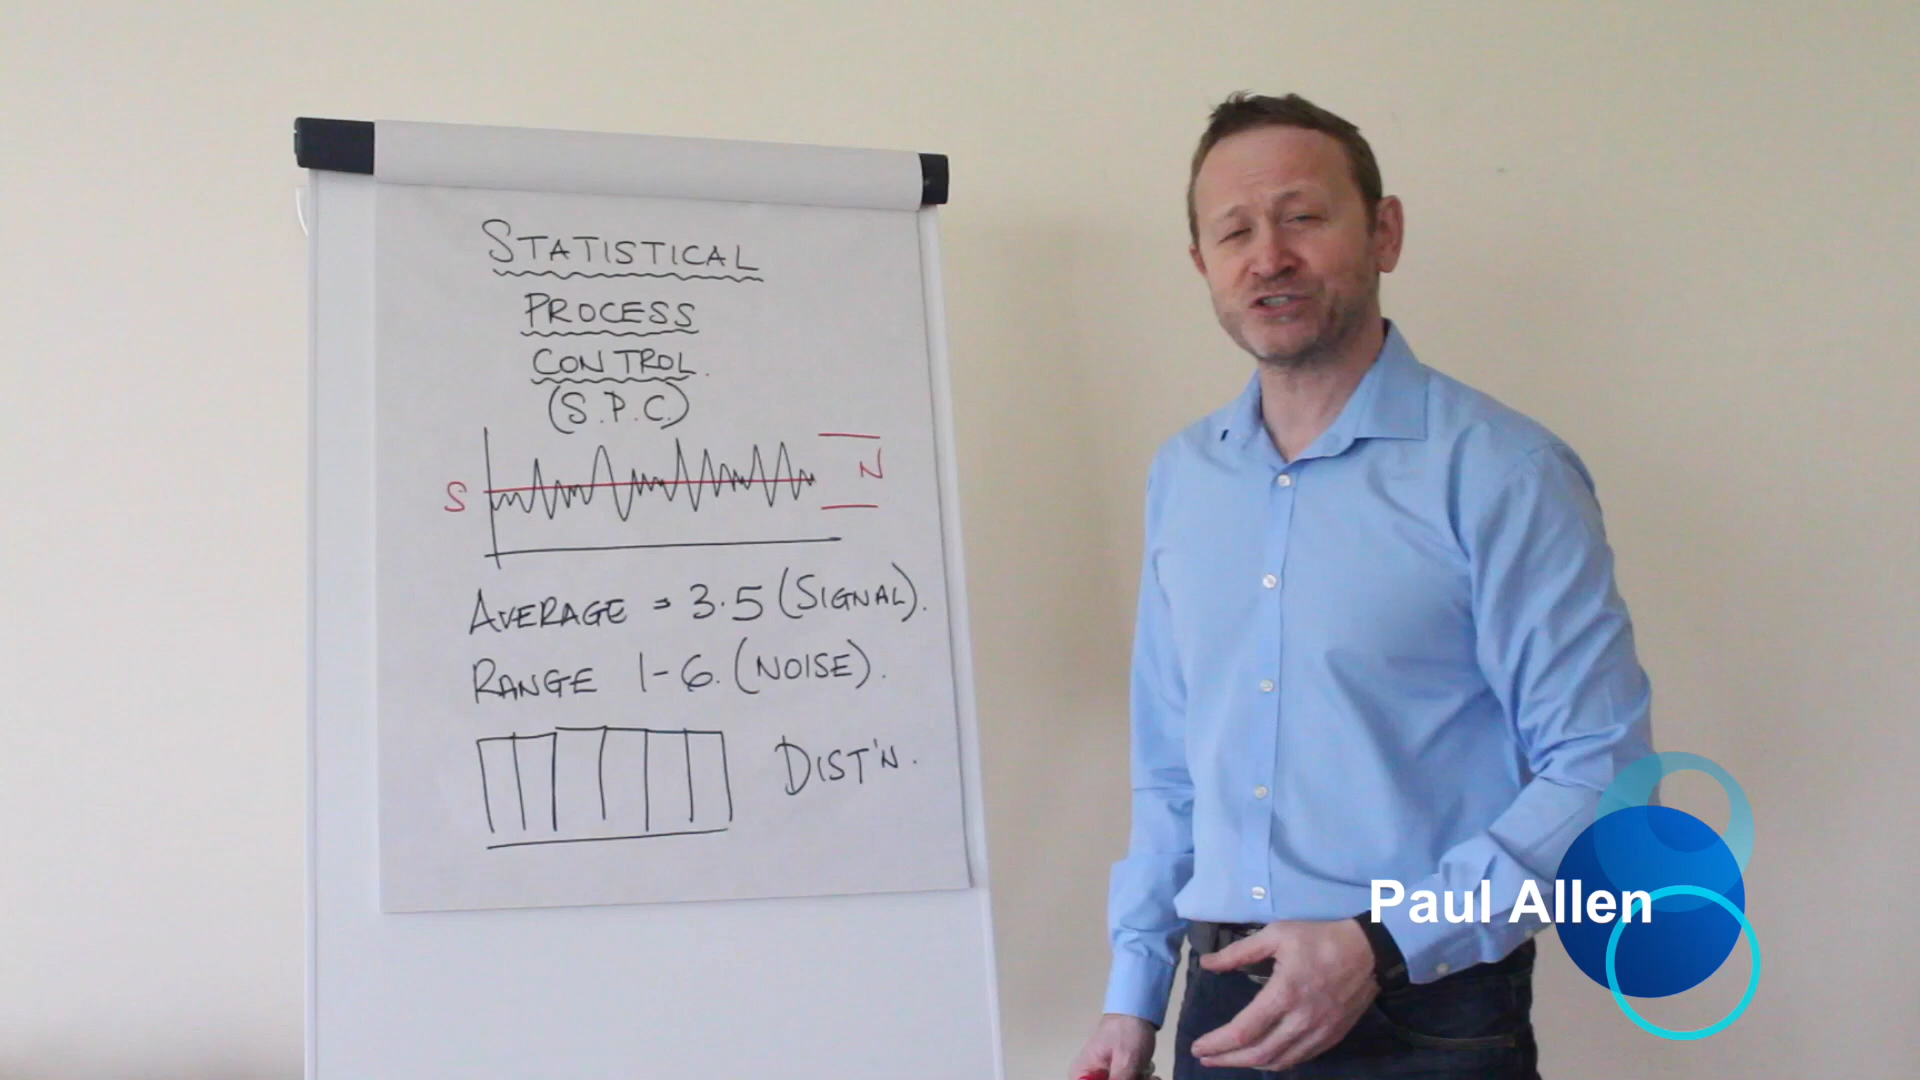 STATISTICAL
PROCESS
CONTROL.
(S.P.C.)
S
N
AVERAGE = 3.5 (SIGNAL).
RANGE 1-6. (NOISE).
DIST'N.
Paul Allen